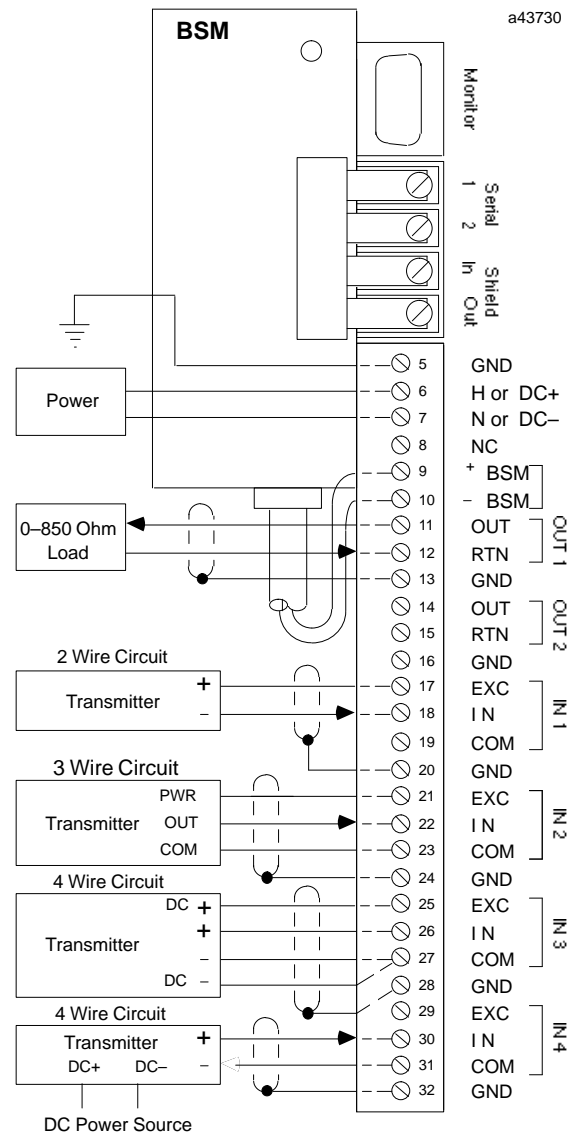 a43730
BSM
Monitor
Serial
1 2
Shield
In Out
5 GND
Power 6 H or DC+
7 N or DC–
8 NC
9 + BSM
10 – BSM
0–850 Ohm Load
11 OUT
12 RTN
OUT 1
13 GND
14 OUT
15 RTN
OUT 2
16 GND
2 Wire Circuit
Transmitter
+ 17 EXC
– 18 IN
19 COM
IN 1
20 GND
3 Wire Circuit
Transmitter
PWR 21 EXC
OUT 22 IN
COM 23 COM
IN 2
24 GND
4 Wire Circuit
Transmitter
DC + 25 EXC
+ 26 IN
– 27 COM
IN 3
DC – 28 GND
4 Wire Circuit
29 EXC
Transmitter + 30 IN
DC+ DC– – 31 COM
IN 4
32 GND
DC Power Source